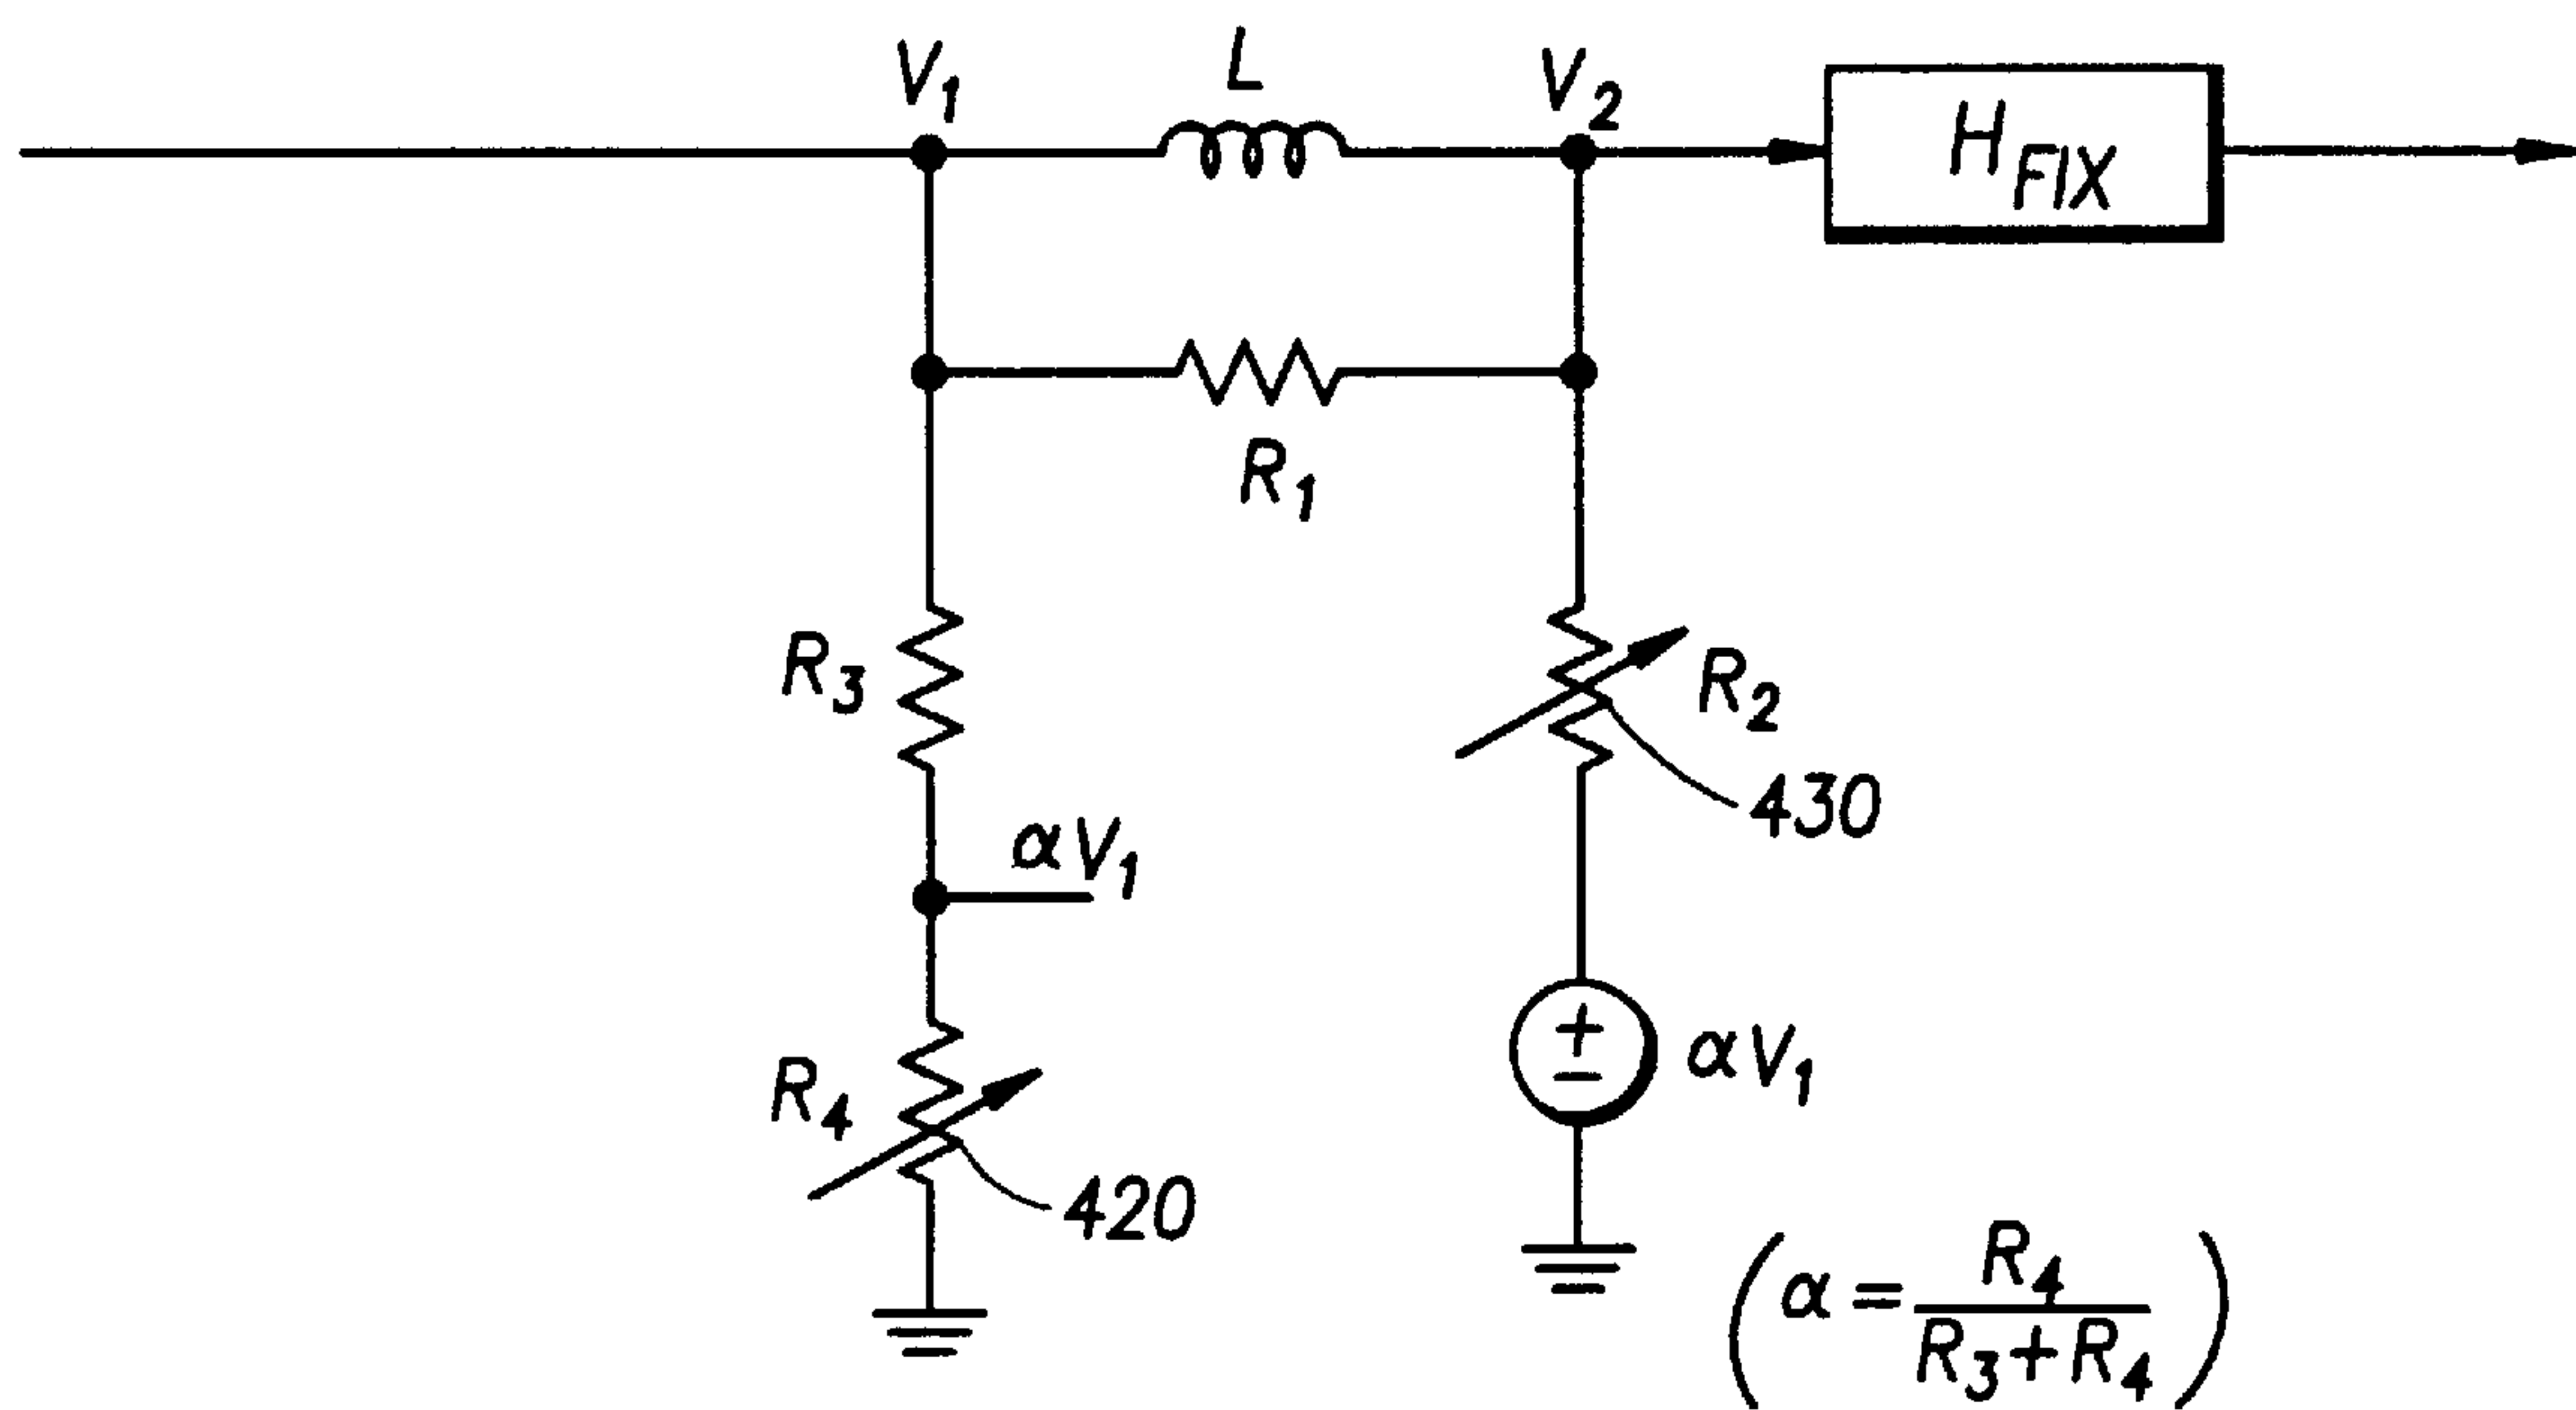 V1
L
V2
HFIX
R1
R3
R2
430
αV1
R4
420
+
−
αV1
(α = R4 / (R3 + R4))